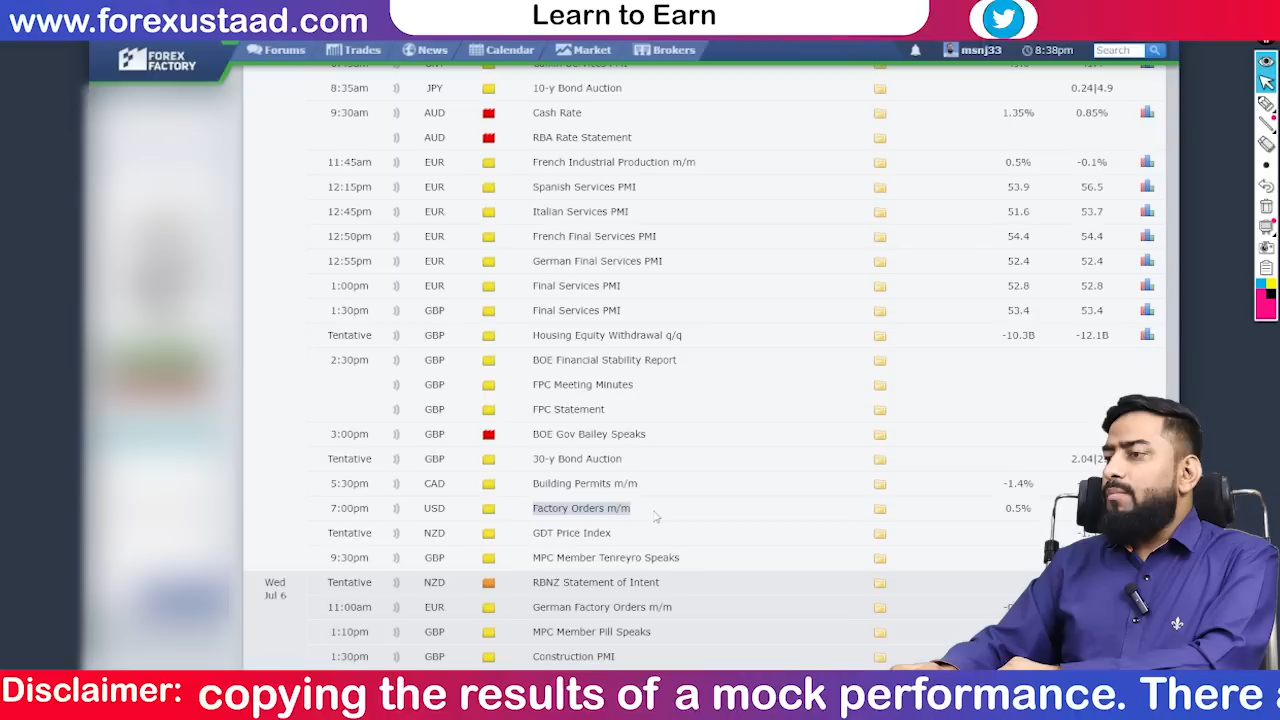 www.forexustaad.com
Learn to Earn
FOREX FACTORY
Forums Trades News Calendar Market Brokers msnj33 8:38pm Search
8:35am JPY 10-y Bond Auction 0.24|4.9
9:30am AUD Cash Rate 1.35% 0.85%
AUD RBA Rate Statement
11:45am EUR French Industrial Production m/m 0.5% -0.1%
12:15pm EUR Spanish Services PMI 53.9 56.5
12:45pm EUR Italian Services PMI 51.6 53.7
12:50pm EUR French Final Services PMI 54.4 54.4
12:55pm EUR German Final Services PMI 52.4 52.4
1:00pm EUR Final Services PMI 52.8 52.8
1:30pm GBP Final Services PMI 53.4 53.4
Tentative GBP Housing Equity Withdrawal q/q -10.3B -12.1B
2:30pm GBP BOE Financial Stability Report
GBP FPC Meeting Minutes
GBP FPC Statement
3:00pm GBP BOE Gov Bailey Speaks
Tentative GBP 30-y Bond Auction
5:30pm CAD Building Permits m/m -1.4%
7:00pm USD Factory Orders m/m 0.5%
Tentative NZD GDT Price Index
9:30pm GBP MPC Member Tenreyro Speaks
Wed Jul 6 Tentative NZD RBNZ Statement of Intent
11:00am EUR German Factory Orders m/m
1:10pm GBP MPC Member Pill Speaks
1:30pm GBP Construction PMI
Disclaimer: copying the results of a mock performance. There